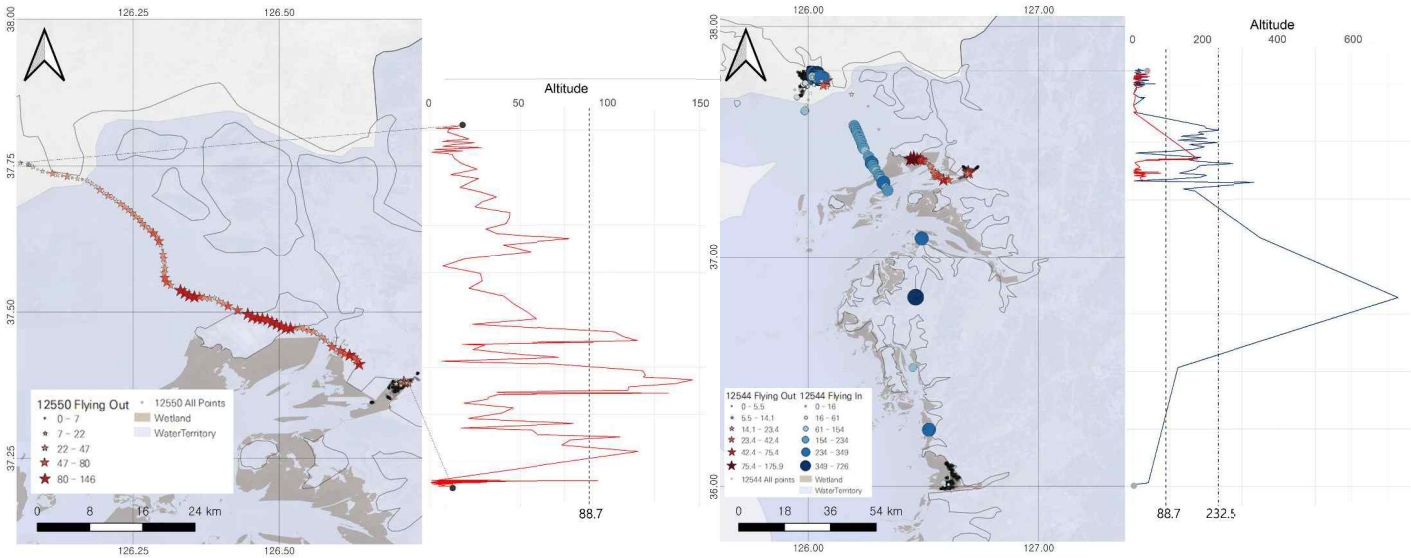 126.25 126.50
38.00
37.75
37.50
37.25
126.25 126.50
12550 Flying Out
0 – 7
7 – 22
22 – 47
47 – 80
80 – 146
12550 All Points
Wetland
WaterTerritory
0 8 16 24 km
Altitude
0 50 100 150
88.7
126.00 127.00
38.00
37.00
36.00
126.00 127.00
12544 Flying Out
0 – 5.5
5.5 – 14.1
14.1 – 23.4
23.4 – 42.4
42.4 – 75.4
75.4 – 175.9
12544 All points
12544 Flying In
0 – 16
16 – 61
61 – 154
154 – 234
234 – 349
349 – 726
Wetland
WaterTerritory
0 18 36 54 km
Altitude
0 200 400 600
88.7 232.5